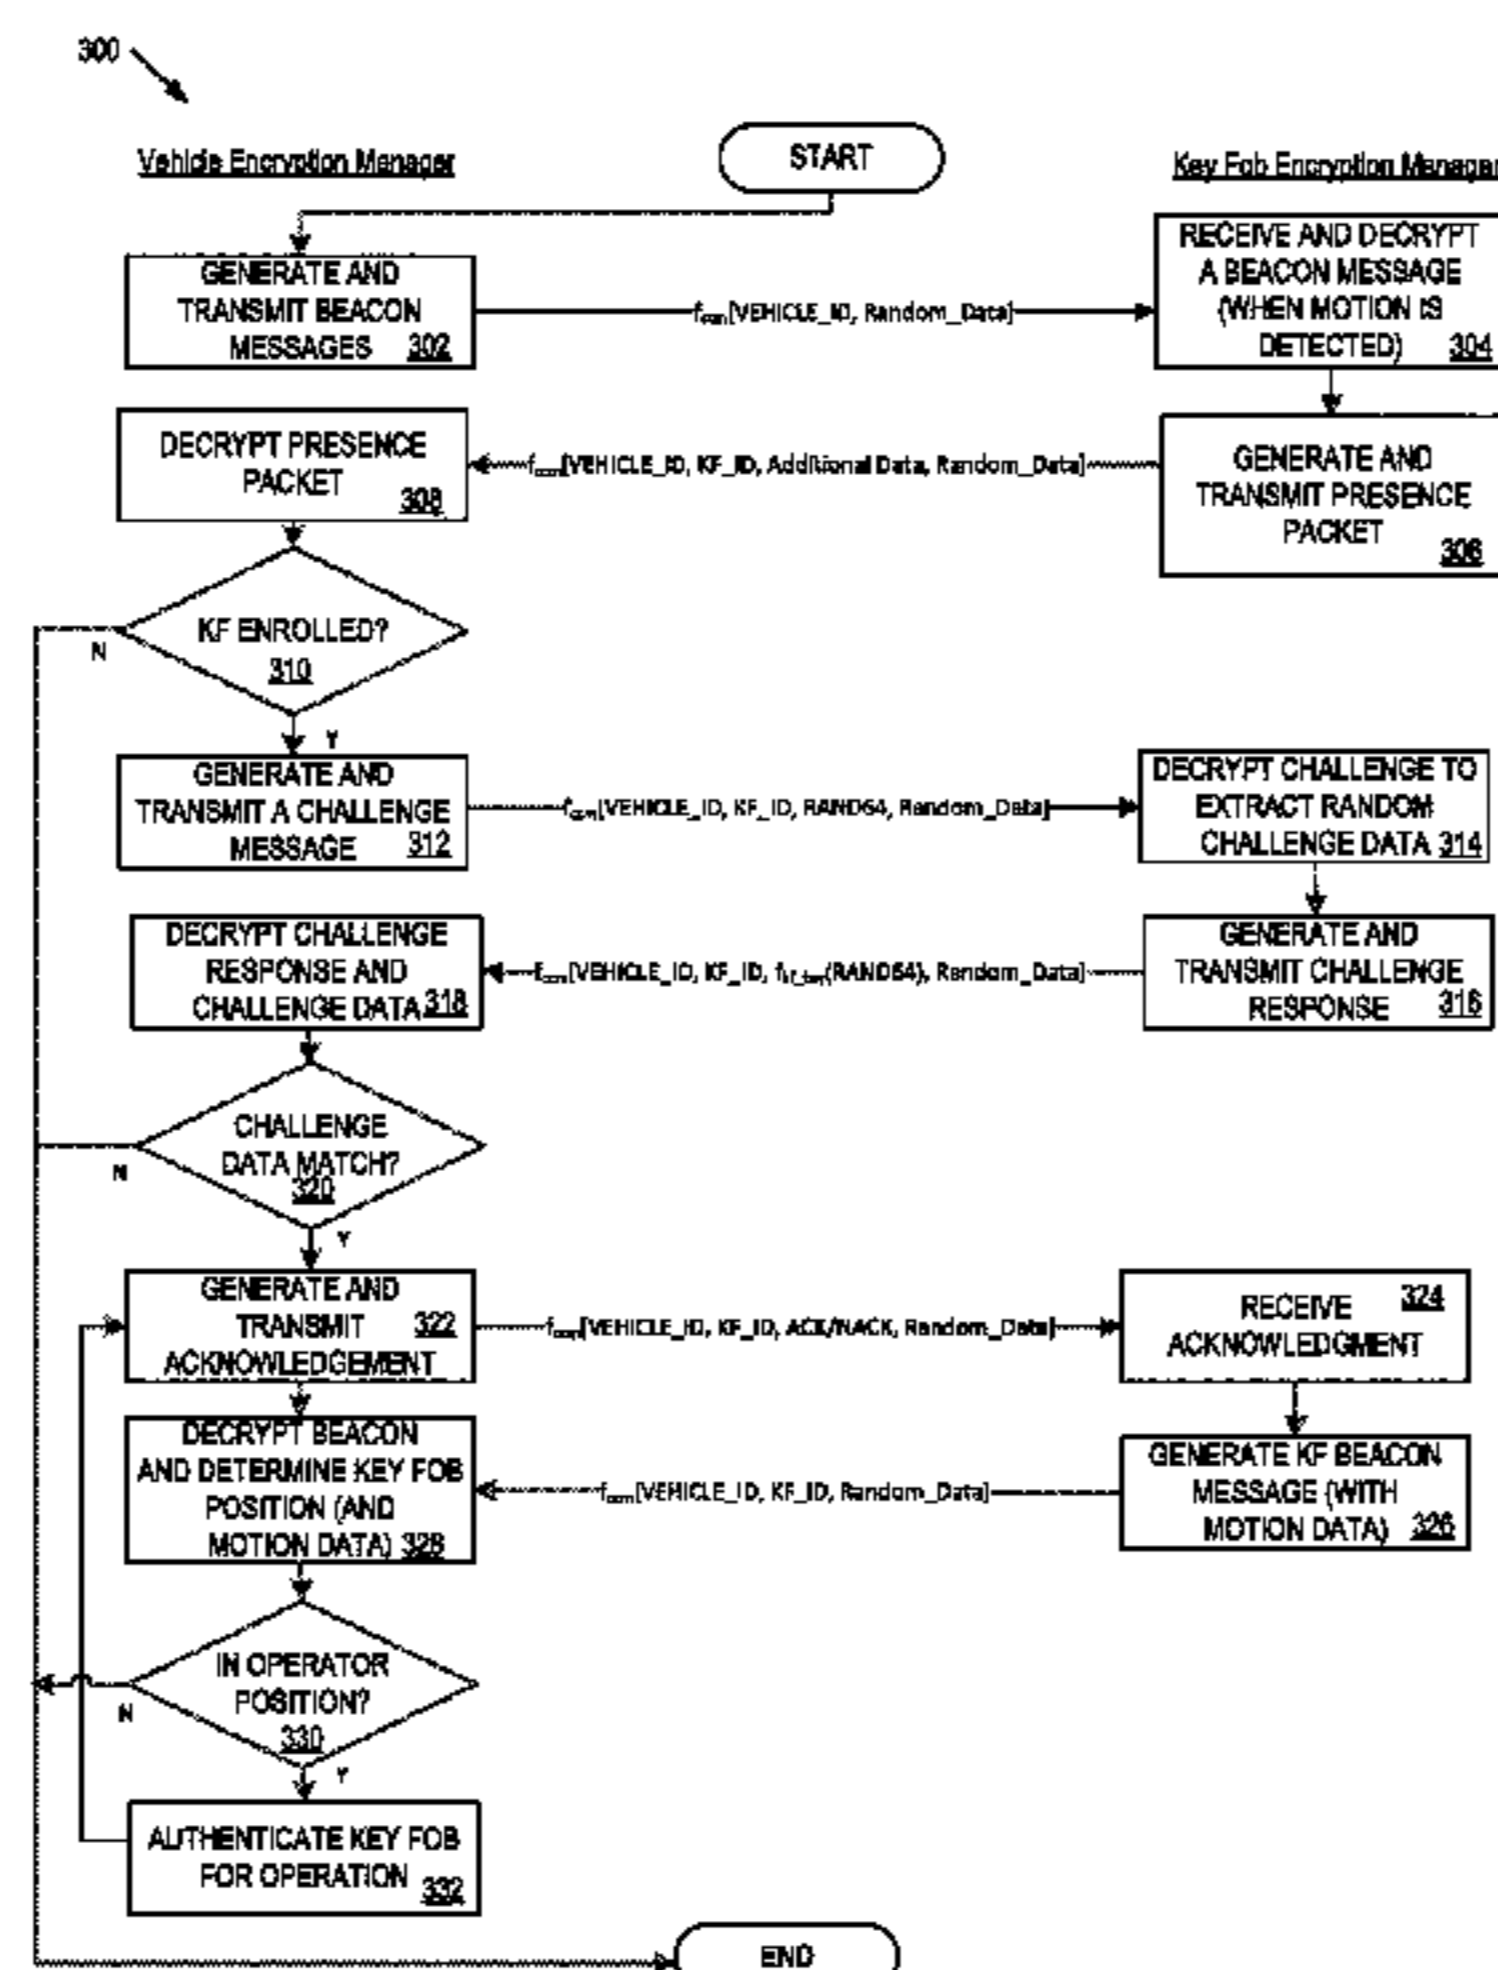 300
START
Vehicle Encryption Manager
Key Fob Encryption Manager
GENERATE AND
TRANSMIT BEACON
MESSAGES 302
[VEHICLE_ID, Random_Data]
RECEIVE AND DECRYPT
A BEACON MESSAGE
(WHEN MOTION IS
DETECTED) 304
DECRYPT PRESENCE
PACKET 308
[VEHICLE_ID, KF_ID, Additional Data, Random_Data]
GENERATE AND
TRANSMIT PRESENCE
PACKET
306
KF ENROLLED?
310
N
Y
GENERATE AND
TRANSMIT A CHALLENGE
MESSAGE 312
[VEHICLE_ID, KF_ID, RAND64, Random_Data]
DECRYPT CHALLENGE TO
EXTRACT RANDOM
CHALLENGE DATA 314
DECRYPT CHALLENGE
RESPONSE AND
CHALLENGE DATA 318
[VEHICLE_ID, KF_ID, (RAND64), Random_Data]
GENERATE AND
TRANSMIT CHALLENGE
RESPONSE 316
CHALLENGE
DATA MATCH?
320
N
Y
GENERATE AND
TRANSMIT 322
ACKNOWLEDGEMENT
[VEHICLE_ID, KF_ID, ACK/NACK, Random_Data]
324
RECEIVE
ACKNOWLEDGMENT
DECRYPT BEACON
AND DETERMINE KEY FOB
POSITION (AND
MOTION DATA) 328
[VEHICLE_ID, KF_ID, Random_Data]
GENERATE KF BEACON
MESSAGE (WITH
MOTION DATA) 326
IN OPERATOR
POSITION?
330
N
Y
AUTHENTICATE KEY FOB
FOR OPERATION 332
END